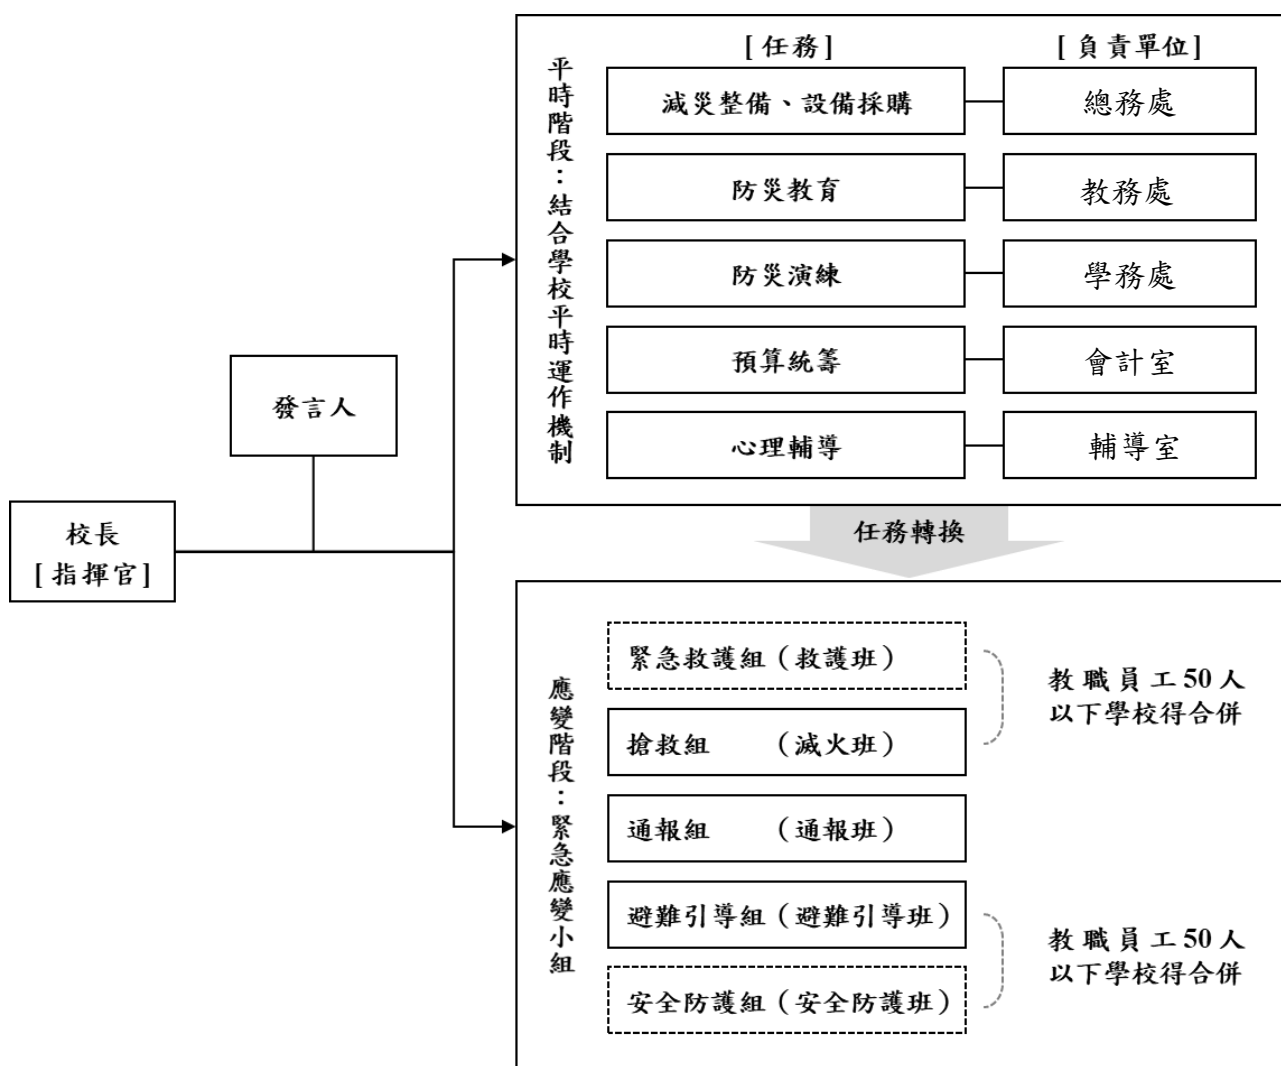 [任務]
[負責單位]
平時階段：結合學校平時運作機制
減災整備、設備採購
總務處
防災教育
教務處
防災演練
學務處
預算統籌
會計室
心理輔導
輔導室
發言人
校長
[指揮官]
任務轉換
應變階段：緊急應變小組
緊急救護組（救護班）
搶救組　　（滅火班）
教職員工50人
以下學校得合併
通報組　　（通報班）
避難引導組（避難引導班）
安全防護組（安全防護班）
教職員工50人
以下學校得合併